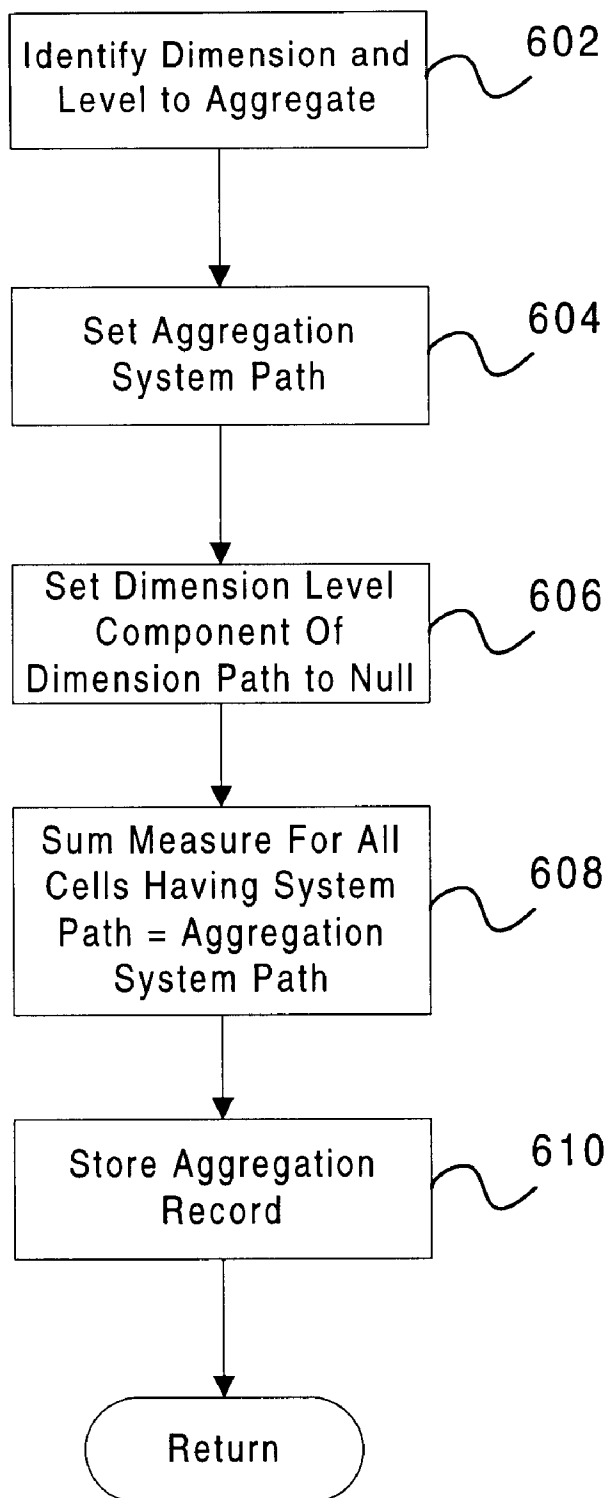 Identify Dimension and
Level to Aggregate
602
Set Aggregation
System Path
604
Set Dimension Level
Component Of
Dimension Path to Null
606
Sum Measure For All
Cells Having System
Path = Aggregation
System Path
608
Store Aggregation
Record
610
Return